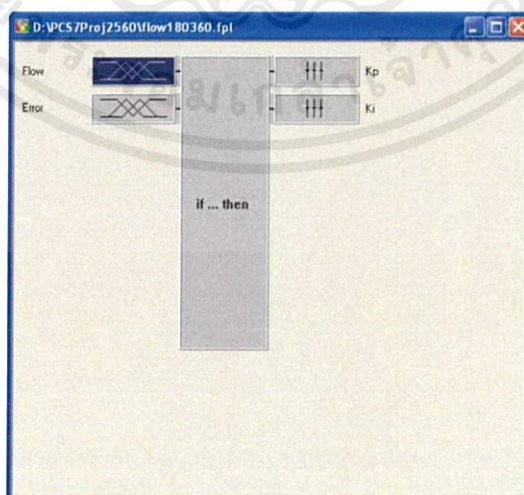 D:\PCS7Proj2560\flow180360.fpl
Flow
Kp
Error
Ki
if ... then